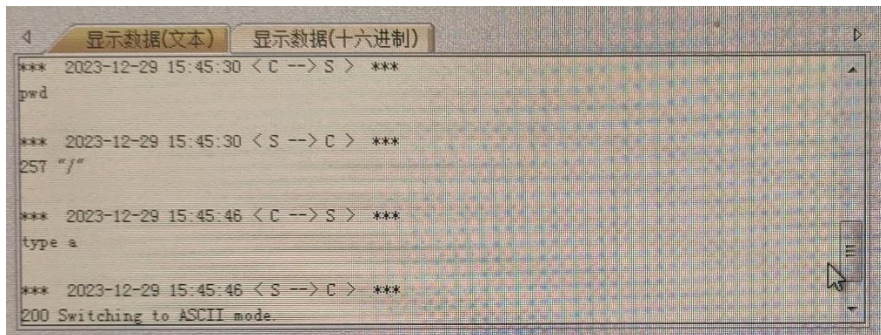 显示数据(文本) 显示数据(十六进制)
*** 2023-12-29 15:45:30 < C --> S > ***
pwd
*** 2023-12-29 15:45:30 < S --> C > ***
257 "/"
*** 2023-12-29 15:45:46 < C --> S > ***
type a
*** 2023-12-29 15:45:46 < S --> C > ***
200 Switching to ASCII mode.